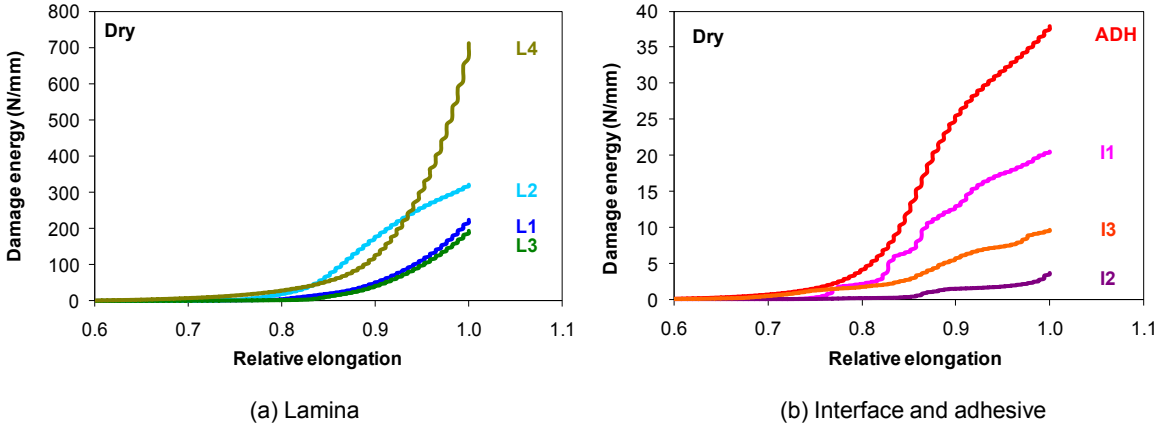 Dry
Damage energy (N/mm)
800
700
600
500
400
300
200
100
0
L4
L2
L1
L3
0.6 0.7 0.8 0.9 1.0 1.1
Relative elongation
(a) Lamina
Dry
Damage energy (N/mm)
40
35
30
25
20
15
10
5
0
ADH
I1
I3
I2
0.6 0.7 0.8 0.9 1.0 1.1
Relative elongation
(b) Interface and adhesive